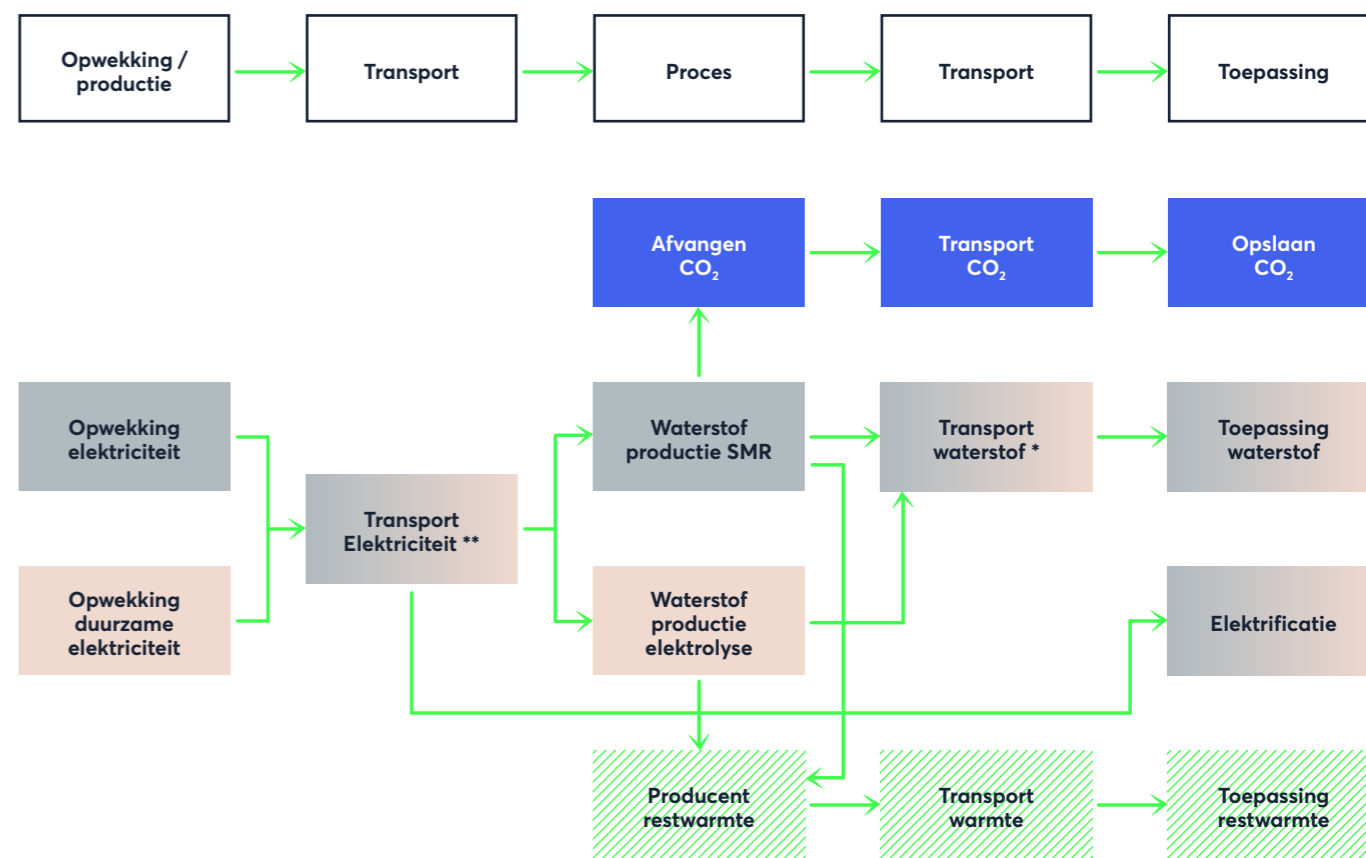 Opwekking /
productie
Transport
Proces
Transport
Toepassing
Afvangen
CO₂
Transport
CO₂
Opslaan
CO₂
Opwekking
elektriciteit
Waterstof
productie SMR
Transport
waterstof *
Toepassing
waterstof
Transport
Elektriciteit **
Opwekking
duurzame
elektriciteit
Waterstof
productie
elektrolyse
Elektrificatie
Producent
restwarmte
Transport
warmte
Toepassing
restwarmte